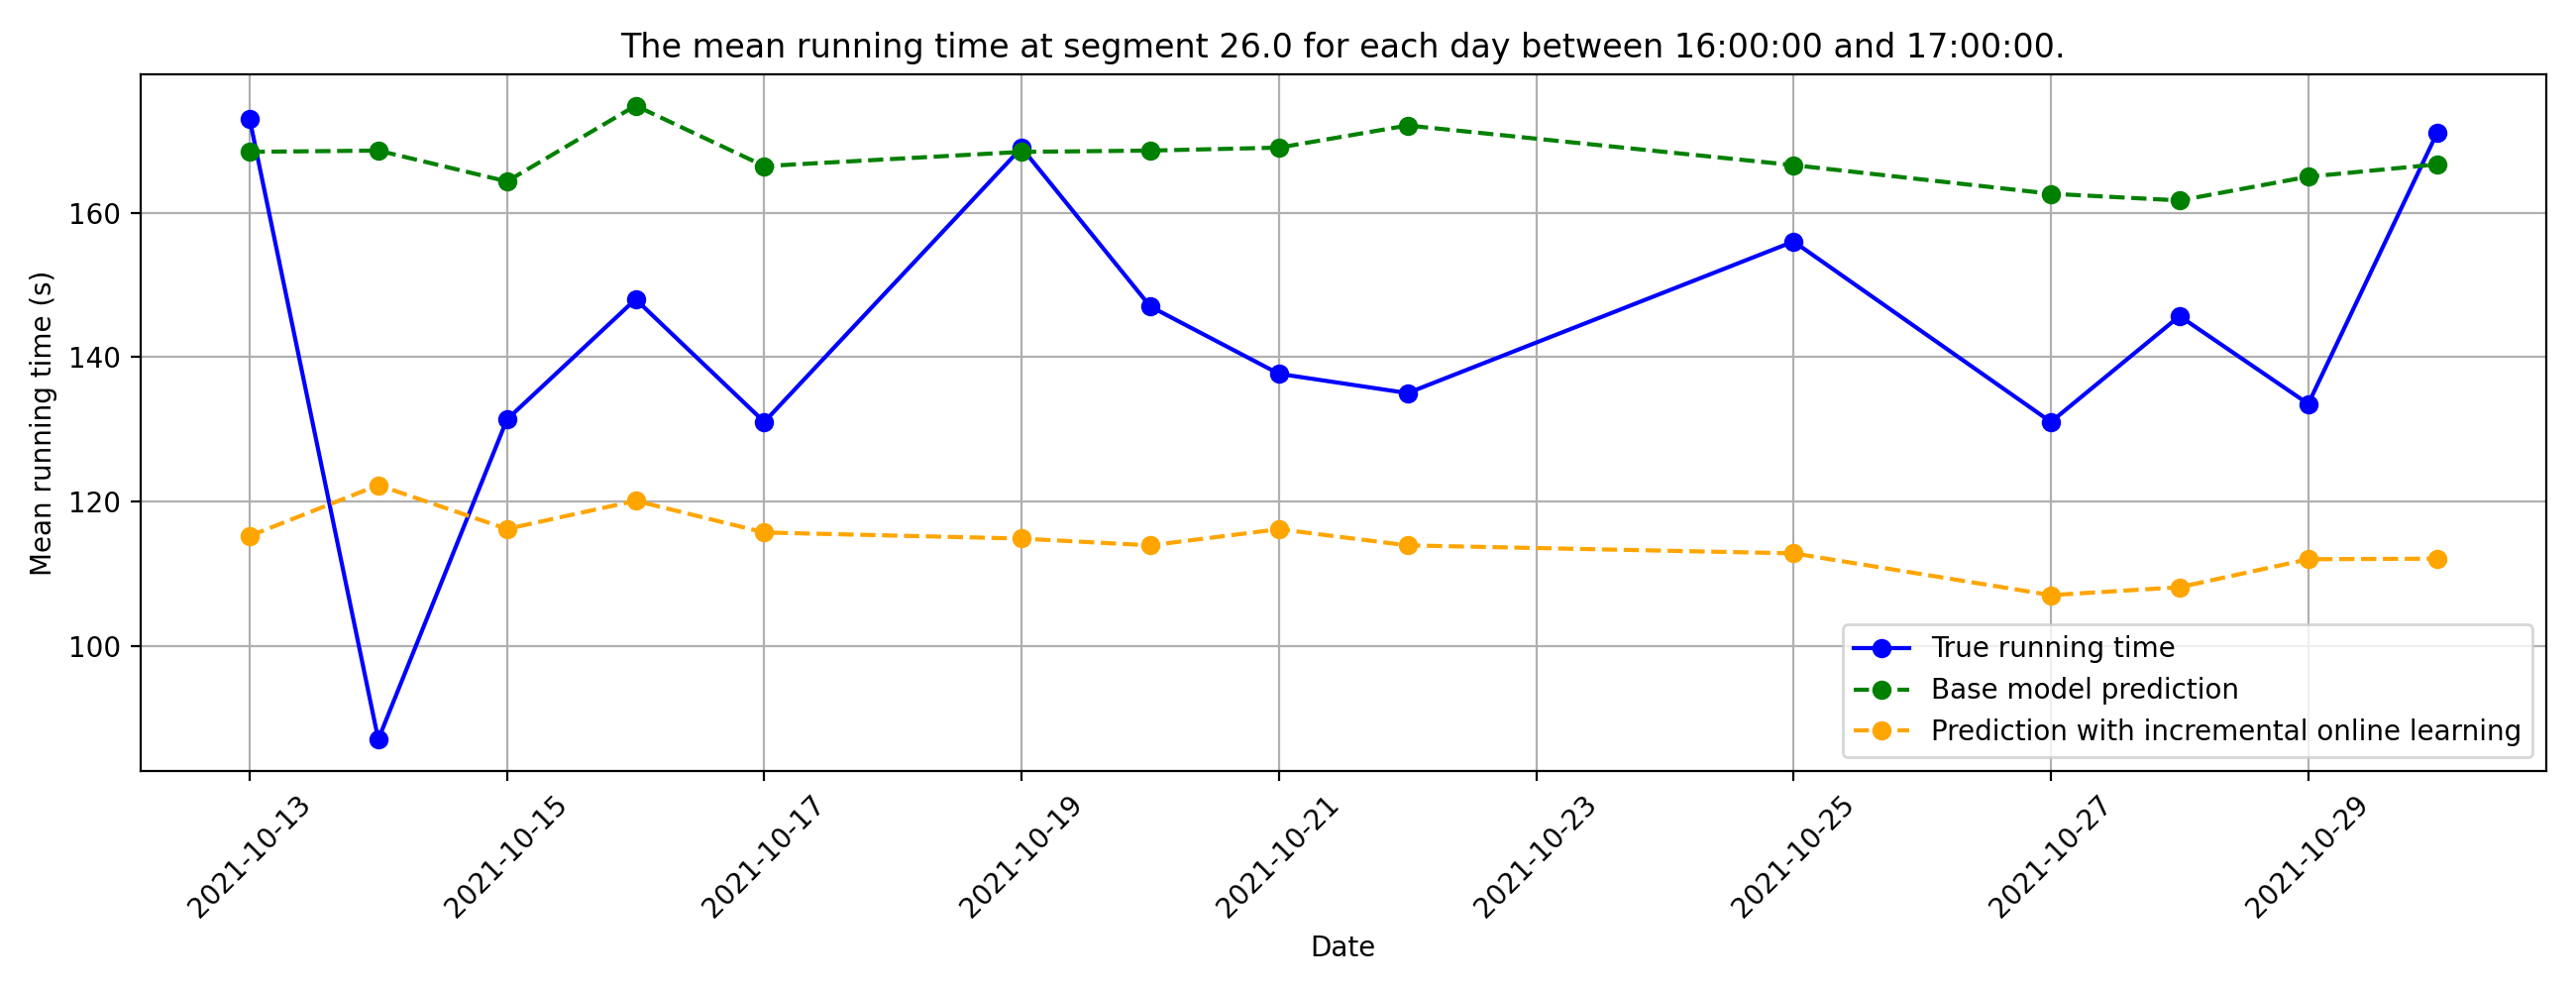 The mean running time at segment 26.0 for each day between 16:00:00 and 17:00:00.
Mean running time (s)
160
140
120
100
True running time
Base model prediction
Prediction with incremental online learning
2021-10-13
2021-10-15
2021-10-17
2021-10-19
2021-10-21
2021-10-23
2021-10-25
2021-10-27
2021-10-29
Date